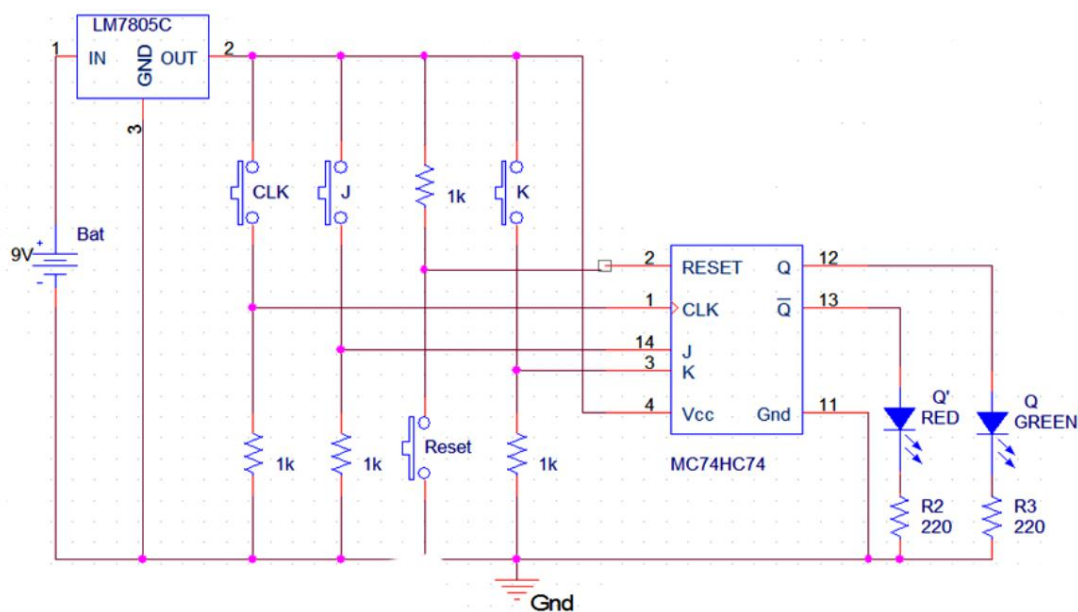 LM7805C
1 IN GND OUT 2
3
CLK
J
1k
K
Bat
9V
+
-
2 RESET Q 12
1 CLK Q̅ 13
14 J
3 K
4 Vcc Gnd 11
MC74HC74
Q'
RED
Q
GREEN
1k
1k
Reset
1k
R2
220
R3
220
Gnd